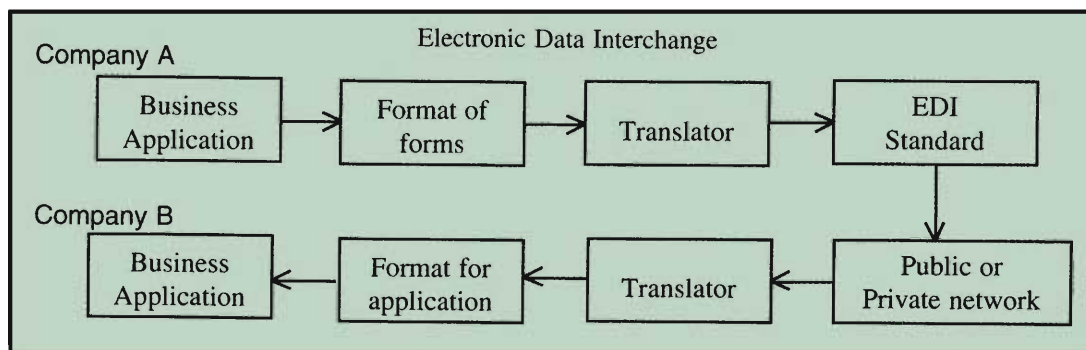 Electronic Data Interchange
Company A
Business
Application
Format of
forms
Translator
EDI
Standard
Company B
Business
Application
Format for
application
Translator
Public or
Private network